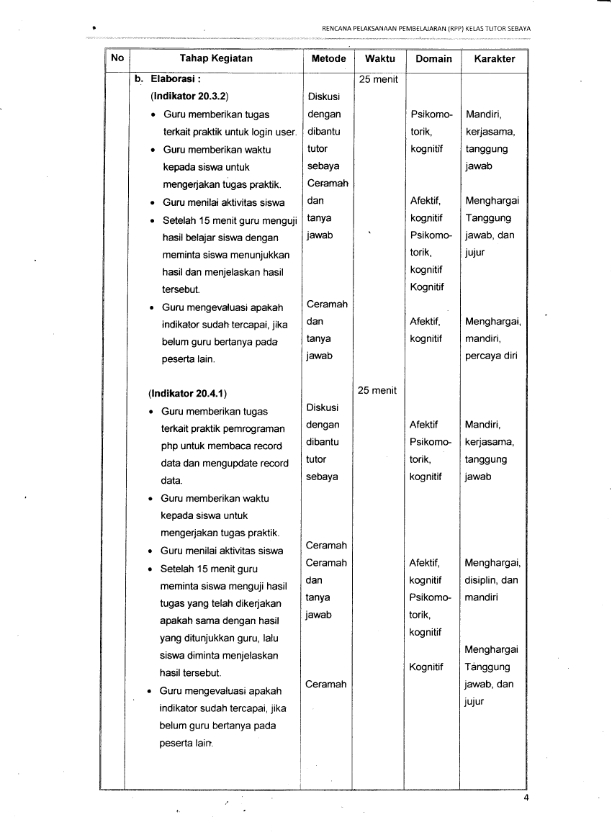 RENCANA PELAKSANAAN PEMBELAJARAN (RPP) KELAS TUTOR SEBAYA
No Tahap Kegiatan Metode Waktu Domain Karakter
b. Elaborasi : 25 menit
(Indikator 20.3.2) Diskusi
• Guru memberikan tugas dengan Psikomo- Mandiri,
terkait praktik untuk login user. dibantu torik, kerjasama,
• Guru memberikan waktu tutor kognitif tanggung
kepada siswa untuk sebaya jawab
mengerjakan tugas praktik. Ceramah
• Guru menilai aktivitas siswa dan Afektif, Menghargai
• Setelah 15 menit guru menguji tanya kognitif Tanggung
hasil belajar siswa dengan jawab Psikomo- jawab, dan
meminta siswa menunjukkan torik, jujur
hasil dan menjelaskan hasil kognitif
tersebut. Kognitif
• Guru mengevaluasi apakah Ceramah
indikator sudah tercapai, jika dan Afektif, Menghargai,
belum guru bertanya pada tanya kognitif mandiri,
peserta lain. jawab percaya diri
(Indikator 20.4.1) 25 menit
• Guru memberikan tugas Diskusi
terkait praktik pemrograman dengan Afektif Mandiri,
php untuk membaca record dibantu Psikomo- kerjasama,
data dan mengupdate record tutor torik, tanggung
data. sebaya kognitif jawab
• Guru memberikan waktu
kepada siswa untuk
mengerjakan tugas praktik.
• Guru menilai aktivitas siswa Ceramah
• Setelah 15 menit guru Ceramah Afektif, Menghargai,
meminta siswa menguji hasil dan kognitif disiplin, dan
tugas yang telah dikerjakan tanya Psikomo- mandiri
apakah sama dengan hasil jawab torik,
yang ditunjukkan guru, lalu kognitif
siswa diminta menjelaskan Menghargai
hasil tersebut. Kognitif Tanggung
• Guru mengevaluasi apakah Ceramah jawab, dan
indikator sudah tercapai, jika jujur
belum guru bertanya pada
peserta lain.
4